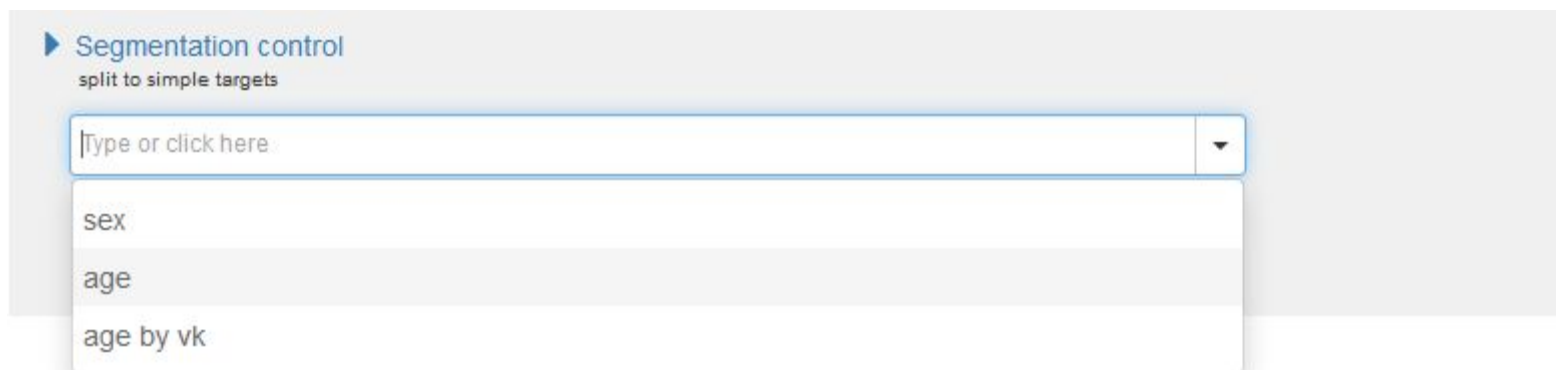 Segmentation control
split to simple targets
Type or click here
sex
age
age by vk